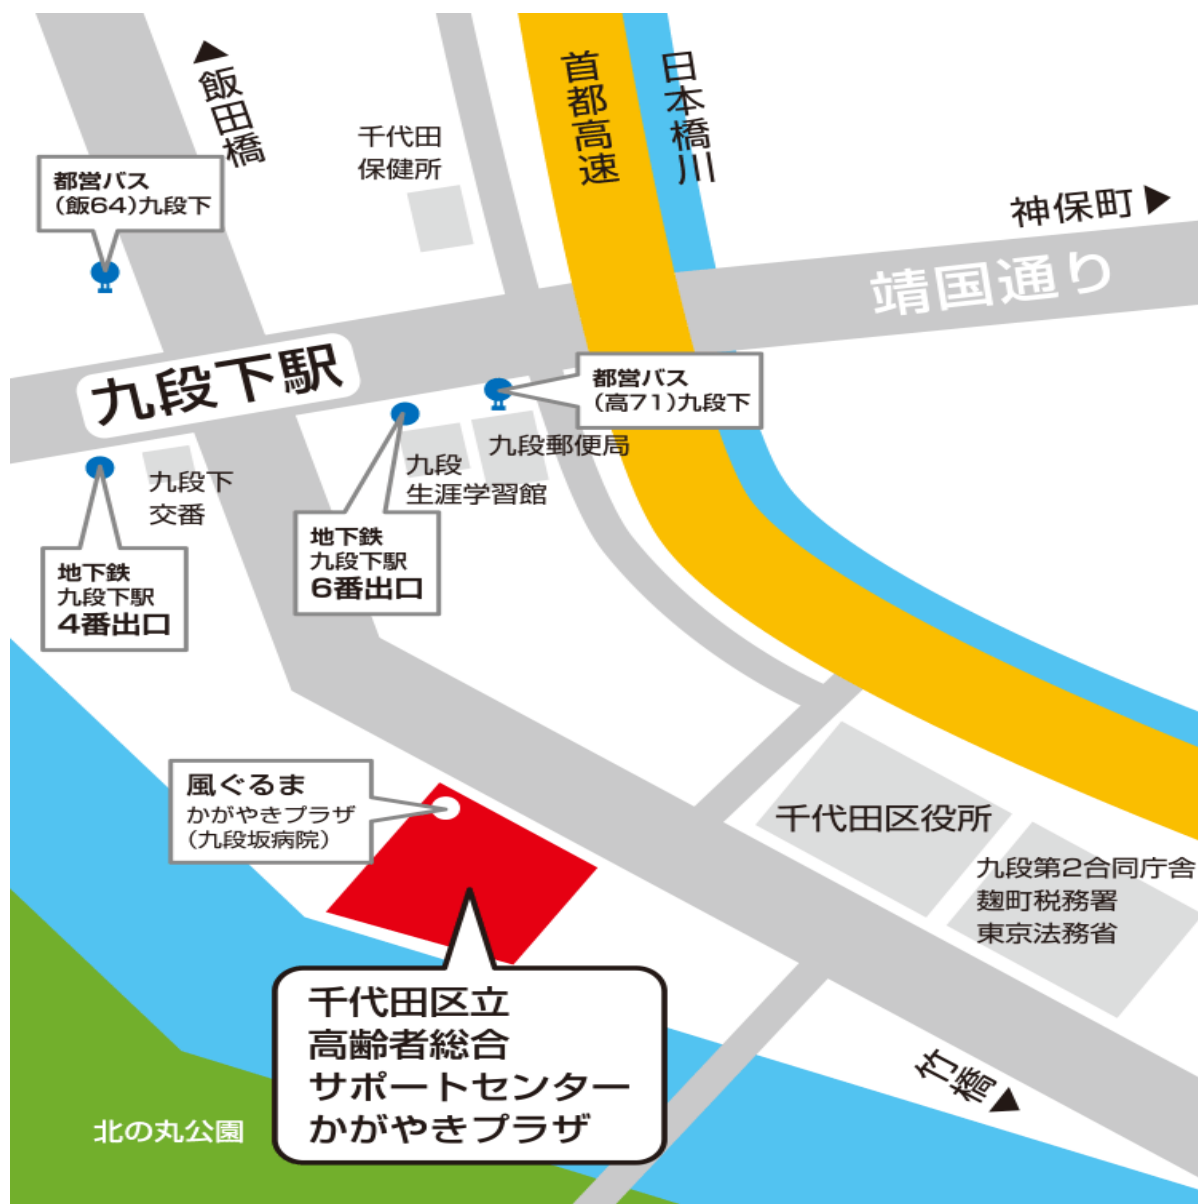 飯田橋
首都高速
日本橋川
千代田
保健所
都営バス
(飯64)九段下
神保町
靖国通り
九段下駅
都営バス
(高71)九段下
九段郵便局
九段
生涯学習館
九段下
交番
地下鉄
九段下駅
6番出口
地下鉄
九段下駅
4番出口
風ぐるま
かがやきプラザ
(九段坂病院)
千代田区役所
九段第2合同庁舎
麹町税務署
東京法務省
千代田区立
高齢者総合
サポートセンター
かがやきプラザ
竹橋
北の丸公園